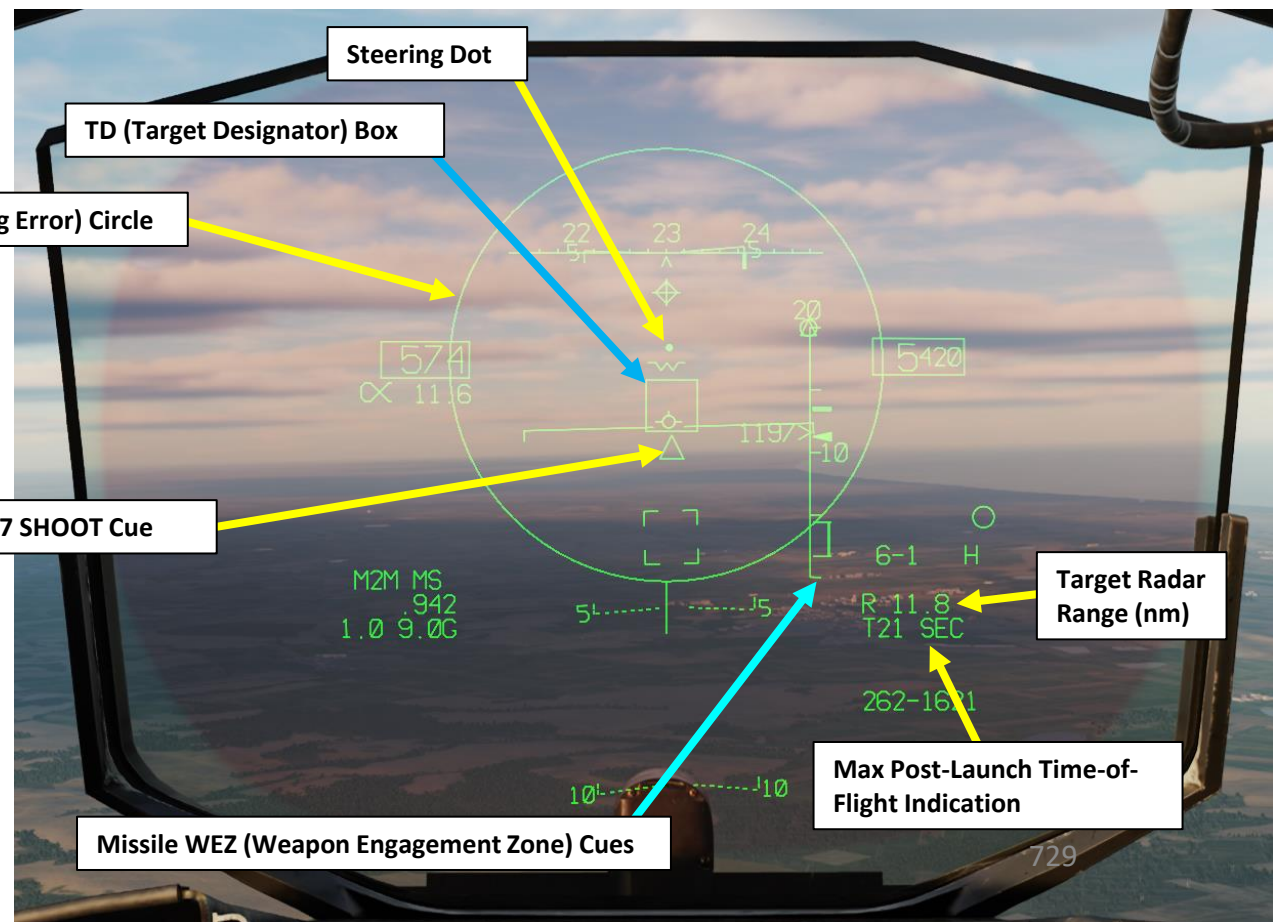 Steering Dot
TD (Target Designator) Box
g Error) Circle
22 23 24
5 5
20
574
5420
α 11.6
1197>
10
7 SHOOT Cue
6-1 H
M2M MS
.942
1.0 9.0G
5 5
R 11.8
T21 SEC
Target Radar
Range (nm)
262-1621
Max Post-Launch Time-of-
Flight Indication
10 10
Missile WEZ (Weapon Engagement Zone) Cues
729